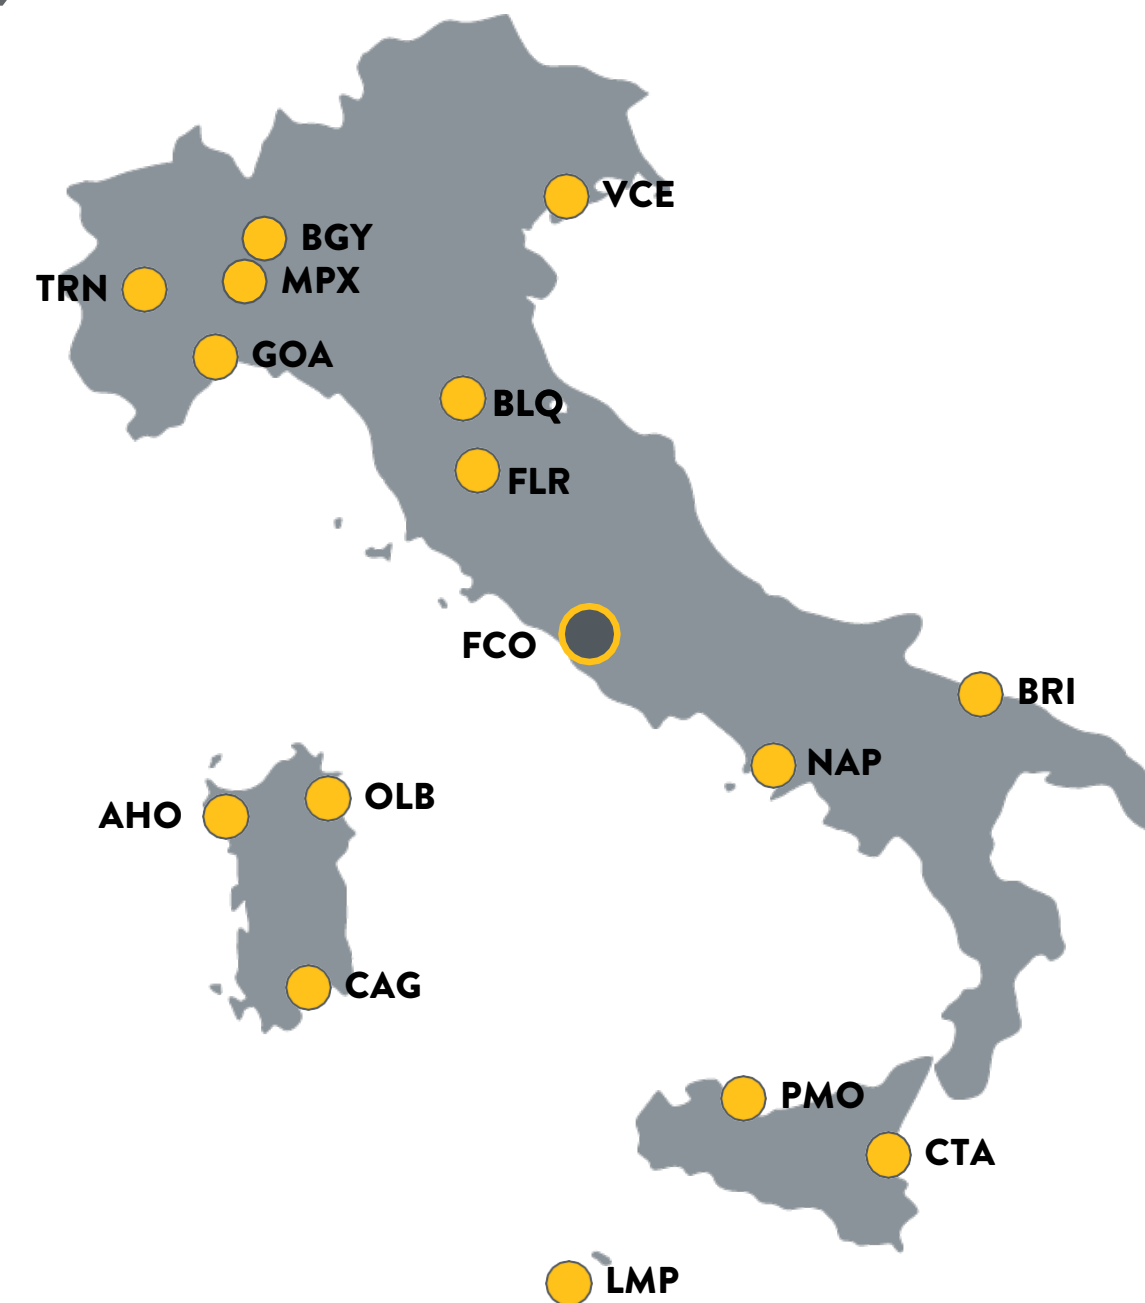 VCE
BGY
MPX
TRN
GOA
BLQ
FLR
FCO
BRI
NAP
OLB
AHO
CAG
PMO
CTA
LMP